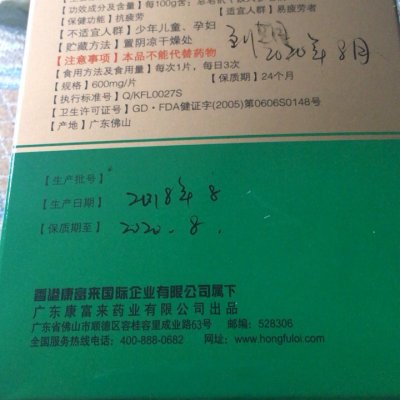 【功效成分及含量】每100g含：总皂甙
【保健功能】抗疲劳 【适宜人群】易疲劳者
【不适宜人群】少年儿童、孕妇
【贮藏方法】置阴凉干燥处
到期2020年8月
【注意事项】本品不能代替药物
【食用方法及食用量】每次1片，每日3次
【规格】600mg/片 【保质期】24个月
【执行标准号】Q/KFL0027S
【卫生许可证号】GD·FDA健证字(2005)第0606S0148号
【产地】广东佛山
【生产批号】
【生产日期】2018年8
【保质期至】2020.8.
香港康富来国际企业有限公司属下
广东康富来药业有限公司出品
广东省佛山市顺德区容桂容里成业路63号 邮编：528306
全国服务热线电话：400-888-0682 网址：www.hongfuloi.com